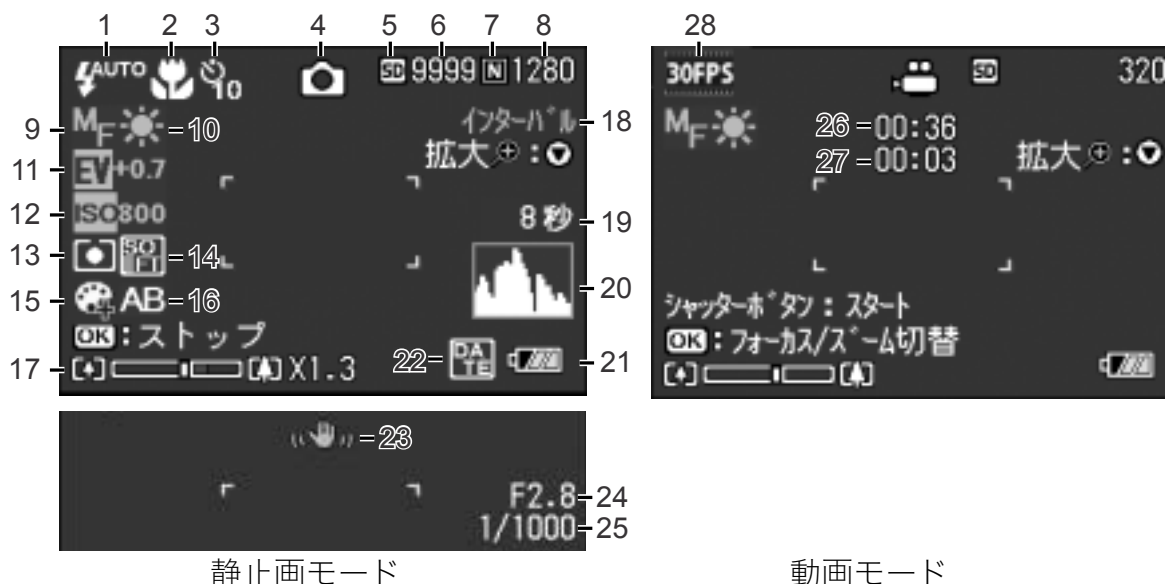 1 2 3 4 5 6 7 8
AUTO 10 SD 9999 N 1280
9 MF 10 インターバル 18
拡大 :
11 EV +0.7
12 ISO 800 8秒 19
13 SOFT 14
20
15 AB 16
OK:ストップ
17 X1.3 22 DATE 21
23
F2.8 24
1/1000 25
静止画モード
28
30FPS SD 320
MF 26 00:36
27 00:03 拡大 :
シャッターボタン:スタート
OK:フォーカス/ズーム切替
動画モード